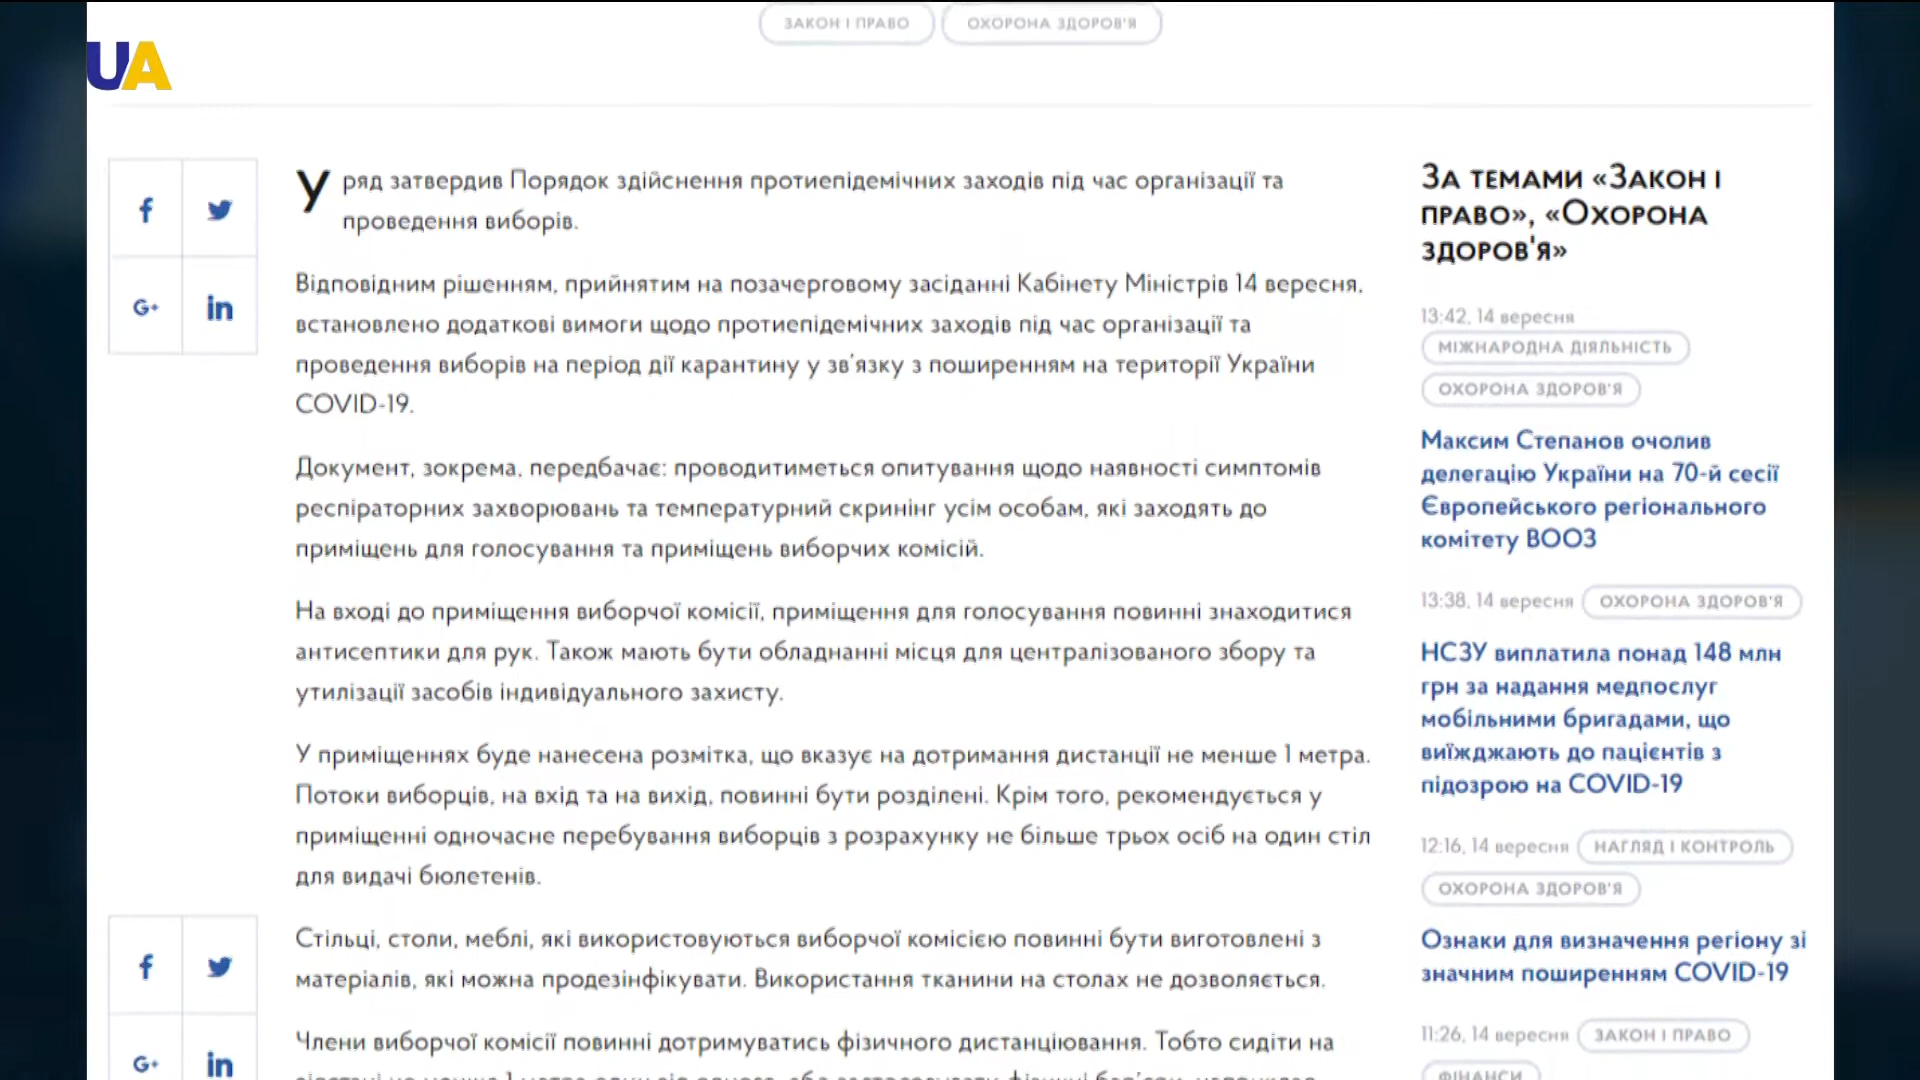 ЗАКОН І ПРАВО
ОХОРОНА ЗДОРОВ'Я
UA
Уряд затвердив Порядок здійснення протиепідемічних заходів під час організації та
проведення виборів.
Відповідним рішенням, прийнятим на позачерговому засіданні Кабінету Міністрів 14 вересня,
встановлено додаткові вимоги щодо протиепідемічних заходів під час організації та
проведення виборів на період дії карантину у зв'язку з поширенням на території України
COVID-19.
Документ, зокрема, передбачає: проводитиметься опитування щодо наявності симптомів
респіраторних захворювань та температурний скринінг усім особам, які заходять до
приміщень для голосування та приміщень виборчих комісій.
На вході до приміщення виборчої комісії, приміщення для голосування повинні знаходитися
антисептики для рук. Також мають бути обладнанні місця для централізованого збору та
утилізації засобів індивідуального захисту.
У приміщеннях буде нанесена розмітка, що вказує на дотримання дистанції не менше 1 метра.
Потоки виборців, на вхід та на вихід, повинні бути розділені. Крім того, рекомендується у
приміщенні одночасне перебування виборців з розрахунку не більше трьох осіб на один стіл
для видачі бюлетенів.
Стільці, столи, меблі, які використовуються виборчої комісією повинні бути виготовлені з
матеріалів, які можна продезінфікувати. Використання тканини на столах не дозволяється.
Члени виборчої комісії повинні дотримуватись фізичного дистанціювання. Тобто сидіти на
За темами «Закон і
право», «Охорона
здоров'я»
13:42, 14 вересня
МІЖНАРОДНА ДІЯЛЬНІСТЬ
ОХОРОНА ЗДОРОВ'Я
Максим Степанов очолив
делегацію України на 70-й сесії
Європейського регіонального
комітету ВООЗ
13:38, 14 вересня ОХОРОНА ЗДОРОВ'Я
НСЗУ виплатила понад 148 млн
грн за надання медпослуг
мобільними бригадами, що
виїжджають до пацієнтів з
підозрою на COVID-19
12:16, 14 вересня НАГЛЯД І КОНТРОЛЬ
ОХОРОНА ЗДОРОВ'Я
Ознаки для визначення регіону зі
значним поширенням COVID-19
11:26, 14 вересня ЗАКОН І ПРАВО
ФІНАНСИ